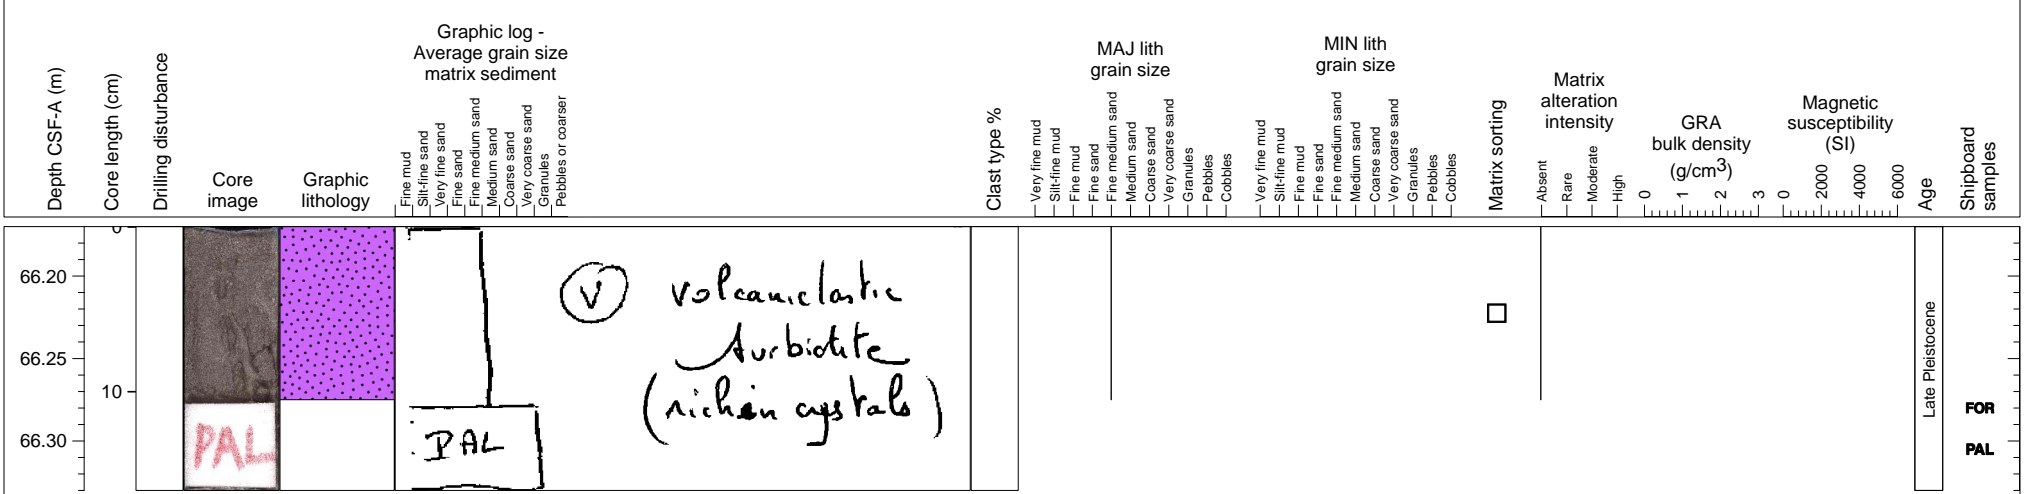 Depth CSF-A (m)
Core length (cm)
Drilling disturbance
Core
image
Graphic
lithology
Graphic log -
Average grain size
matrix sediment
Fine mud
Silt-fine sand
Very fine sand
Fine sand
Fine medium sand
Medium sand
Coarse sand
Very coarse sand
Granules
Pebbles or coarser
Clast type %
MAJ lith
grain size
Very fine mud
Silt-fine mud
Fine mud
Fine sand
Fine medium sand
Medium sand
Coarse sand
Very coarse sand
Granules
Pebbles
Cobbles
MIN lith
grain size
Very fine mud
Silt-fine mud
Fine mud
Fine sand
Fine medium sand
Medium sand
Coarse sand
Very coarse sand
Granules
Pebbles
Cobbles
Matrix sorting
Matrix
alteration
intensity
Absent
Rare
Moderate
High
GRA
bulk density
(g/cm3)
0 1 2 3
Magnetic
susceptibility
(SI)
0 2000 4000 6000
Age
Shipboard
samples
0
66.20
66.25
10
66.30
PAL
V volcaniclastic
turbidite
(rich in crystals)
PAL
Late Pleistocene
FOR
PAL